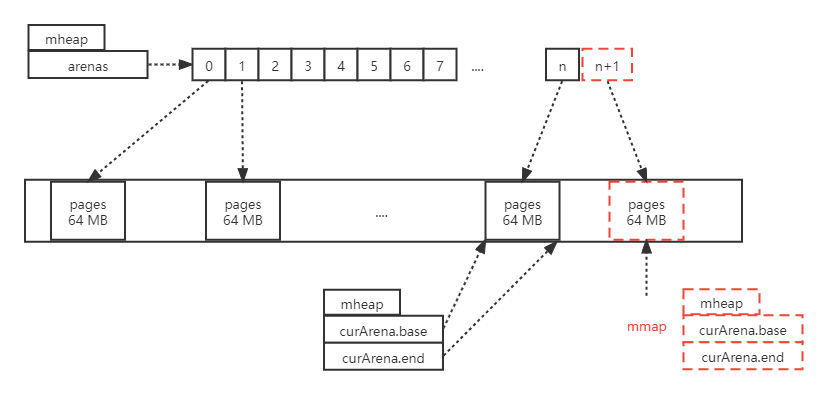 mheap
arenas
0 1 2 3 4 5 6 7 .... n n+1
pages pages pages pages
64 MB 64 MB .... 64 MB 64 MB
mheap mheap
curArena.base mmap curArena.base
curArena.end curArena.end